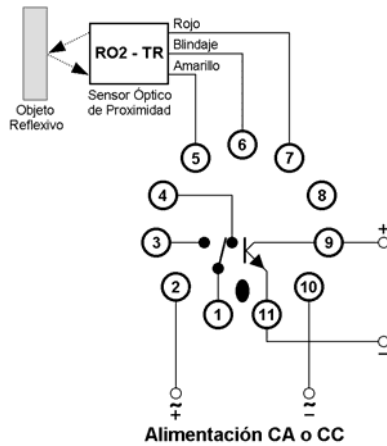 Rojo
RO2 - TR
Blindaje
Amarillo
Objeto
Reflexivo
Sensor Óptico
de Proximidad
5
6
7
4
8
3
9
+
2
10
1
11
−
~
+
~
−
Alimentación CA o CC